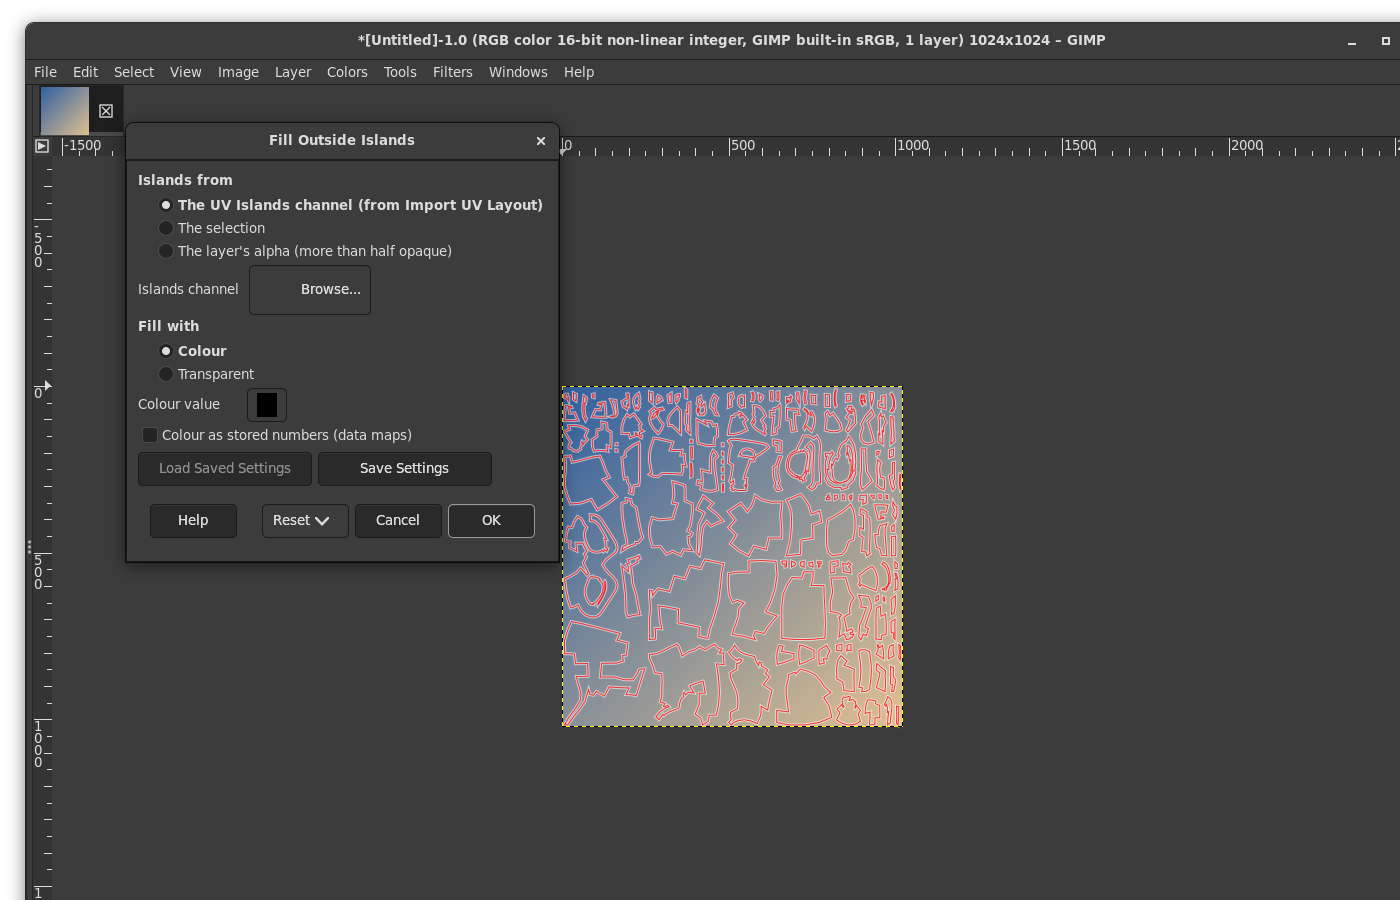 *[Untitled]-1.0 (RGB color 16-bit non-linear integer, GIMP built-in sRGB, 1 layer) 1024x1024 – GIMP
File Edit Select View Image Layer Colors Tools Filters Windows Help
-1500 0 500 1000 1500 2000
Fill Outside Islands
Islands from
The UV Islands channel (from Import UV Layout)
The selection
The layer's alpha (more than half opaque)
Islands channel Browse...
Fill with
Colour
Transparent
Colour value
Colour as stored numbers (data maps)
Load Saved Settings Save Settings
Help Reset Cancel OK
-500
0
500
1000
1